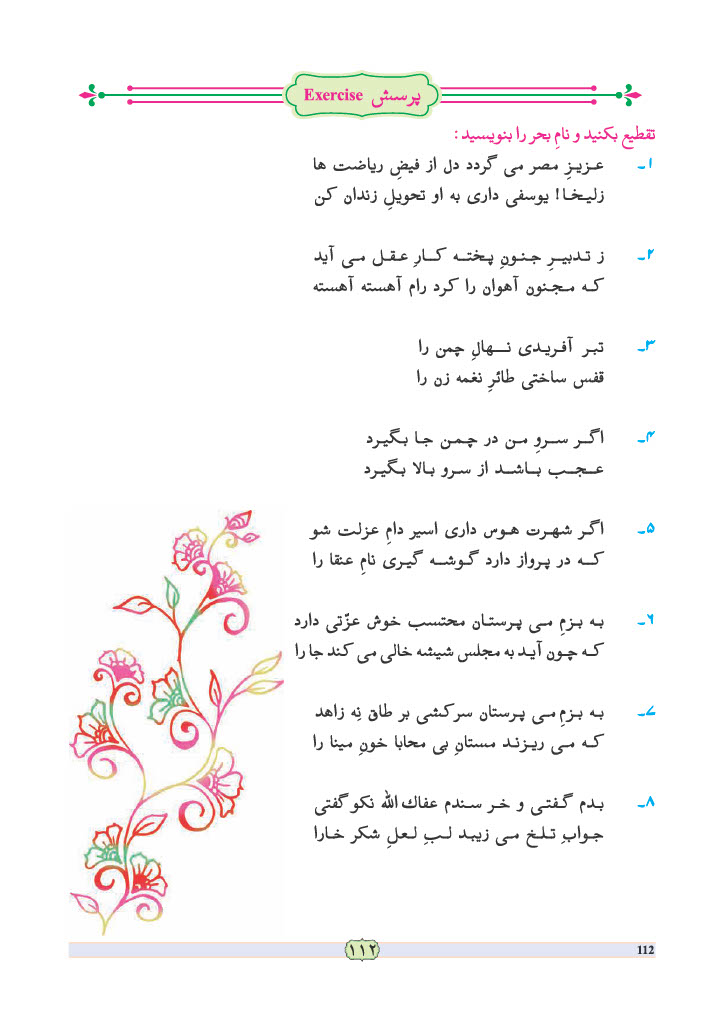 پرسش Exercise
تقطیع بکنید و نامِ بحر را بنویسید :
۱۔ عزیزِ مصر می گردد دل از فیضِ ریاضت ها
زلیخا! یوسفی داری به او تحویلِ زندان کن
۲۔ ز تدبیرِ جنونِ پخته کارِ عقل می آید
که مجنون آهوان را کرد رام آهسته آهسته
۳۔ تبر آفریدی نهالِ چمن را
قفس ساختی طائرِ نغمه زن را
۴۔ اگر سروِ من در چمن جا بگیرد
عجب باشد از سرو بالا بگیرد
۵۔ اگر شهرت هوس داری اسیر دامِ عزلت شو
که در پرواز دارد گوشه گیری نامِ عنقا را
۶۔ به بزمِ می پرستان محتسب خوش عزّتی دارد
که چون آید به مجلس شیشه خالی می کند جا را
۷۔ به بزمِ می پرستان سرکشی بر طاق نِه زاهد
که می ریزند مستانِ بی محابا خونِ مینا را
۸۔ بدم گفتی و خر سندم عفاك الله نکو گفتی
جوابِ تلخ می زیبد لبِ لعلِ شکر خارا
۱۱۲
112